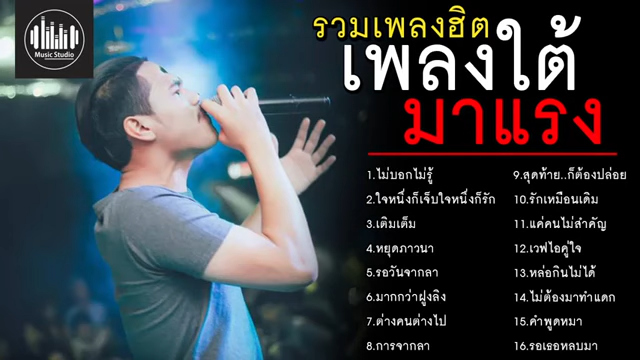 Music Studio
รวมเพลงฮิต
เพลงใต้
มาแรง
1.ไม่บอกไม่รู้
2.ใจหนึ่งก็เจ็บใจหนึ่งก็รัก
3.เติมเต็ม
4.หยุดภาวนา
5.รอวันจากลา
6.มากกว่าฝูงลิง
7.ต่างคนต่างไป
8.การจากลา
9.สุดท้าย..ก็ต้องปล่อย
10.รักเหมือนเดิม
11.แค่คนไม่สำคัญ
12.เวฟไอคู่ใจ
13.หล่อกินไม่ได้
14.ไม่ต้องมาทำแดก
15.คำพูดหมา
16.รอเธอหลบมา